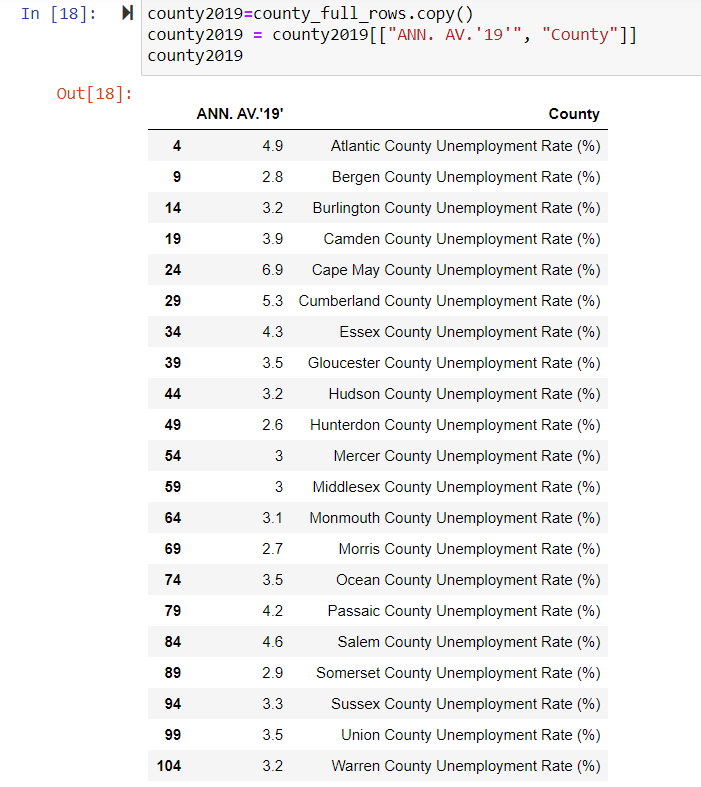 In [18]: county2019=county_full_rows.copy()
county2019 = county2019[["ANN. AV.'19'", "County"]]
county2019
Out[18]:
ANN. AV.'19' County
4 4.9 Atlantic County Unemployment Rate (%)
9 2.8 Bergen County Unemployment Rate (%)
14 3.2 Burlington County Unemployment Rate (%)
19 3.9 Camden County Unemployment Rate (%)
24 6.9 Cape May County Unemployment Rate (%)
29 5.3 Cumberland County Unemployment Rate (%)
34 4.3 Essex County Unemployment Rate (%)
39 3.5 Gloucester County Unemployment Rate (%)
44 3.2 Hudson County Unemployment Rate (%)
49 2.6 Hunterdon County Unemployment Rate (%)
54 3 Mercer County Unemployment Rate (%)
59 3 Middlesex County Unemployment Rate (%)
64 3.1 Monmouth County Unemployment Rate (%)
69 2.7 Morris County Unemployment Rate (%)
74 3.5 Ocean County Unemployment Rate (%)
79 4.2 Passaic County Unemployment Rate (%)
84 4.6 Salem County Unemployment Rate (%)
89 2.9 Somerset County Unemployment Rate (%)
94 3.3 Sussex County Unemployment Rate (%)
99 3.5 Union County Unemployment Rate (%)
104 3.2 Warren County Unemployment Rate (%)